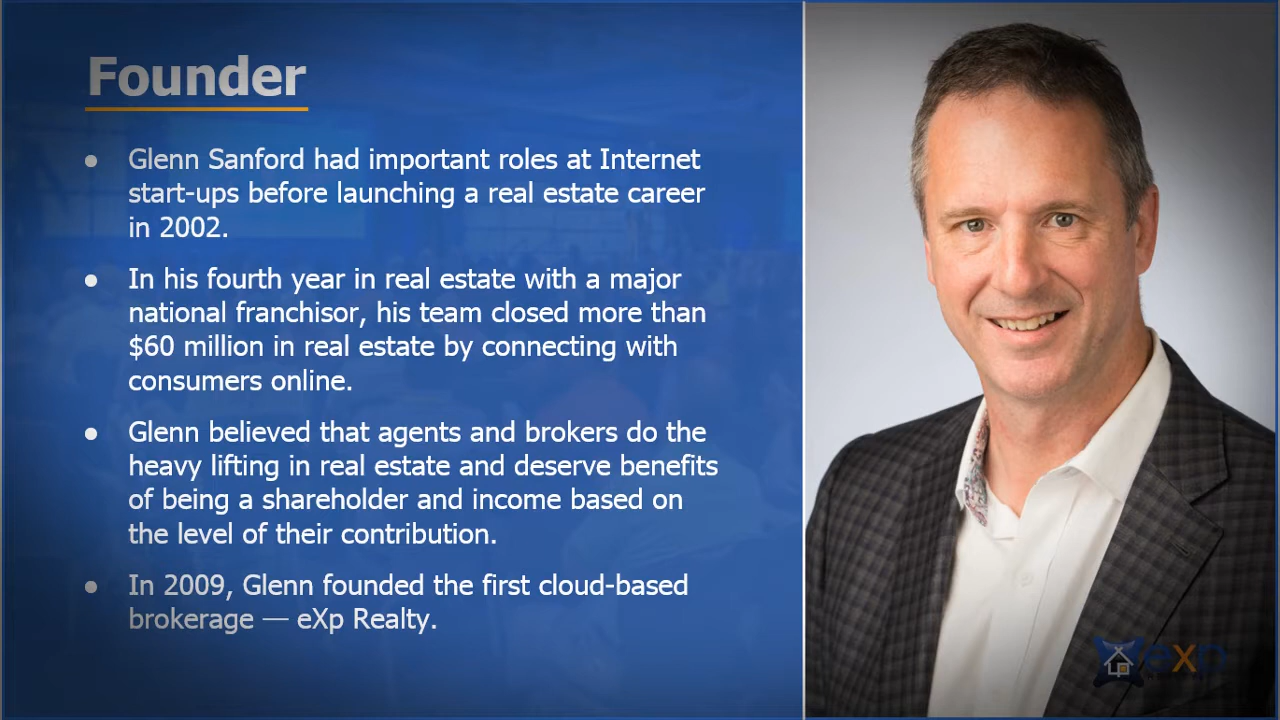 Founder
● Glenn Sanford had important roles at Internet
start-ups before launching a real estate career
in 2002.
● In his fourth year in real estate with a major
national franchisor, his team closed more than
$60 million in real estate by connecting with
consumers online.
● Glenn believed that agents and brokers do the
heavy lifting in real estate and deserve benefits
of being a shareholder and income based on
the level of their contribution.
● In 2009, Glenn founded the first cloud-based
brokerage — eXp Realty.
exp